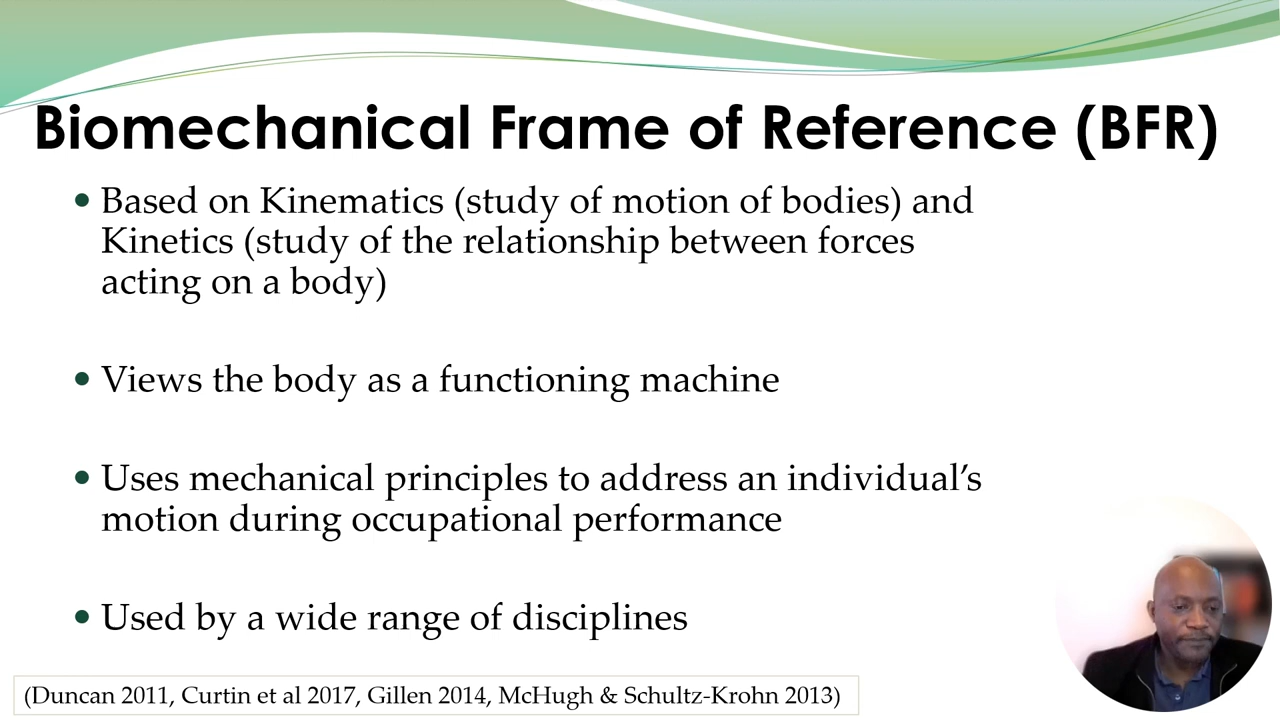 Biomechanical Frame of Reference (BFR)
• Based on Kinematics (study of motion of bodies) and
Kinetics (study of the relationship between forces
acting on a body)
• Views the body as a functioning machine
• Uses mechanical principles to address an individual’s
motion during occupational performance
• Used by a wide range of disciplines
(Duncan 2011, Curtin et al 2017, Gillen 2014, McHugh & Schultz-Krohn 2013)